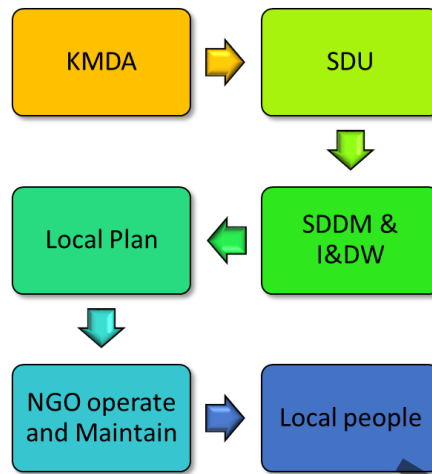 KMDA
SDU
SDDM &
I&DW
Local Plan
NGO operate
and Maintain
Local people